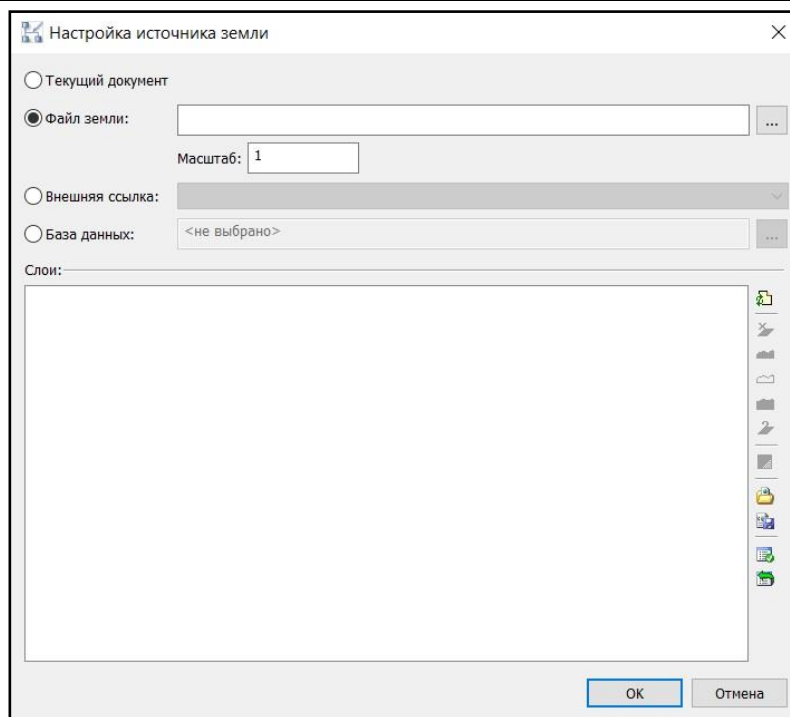 Настройка источника земли
Текущий документ
Файл земли:
...
Масштаб: 1
Внешняя ссылка:
База данных: <не выбрано> ...
Слои:
OK
Отмена